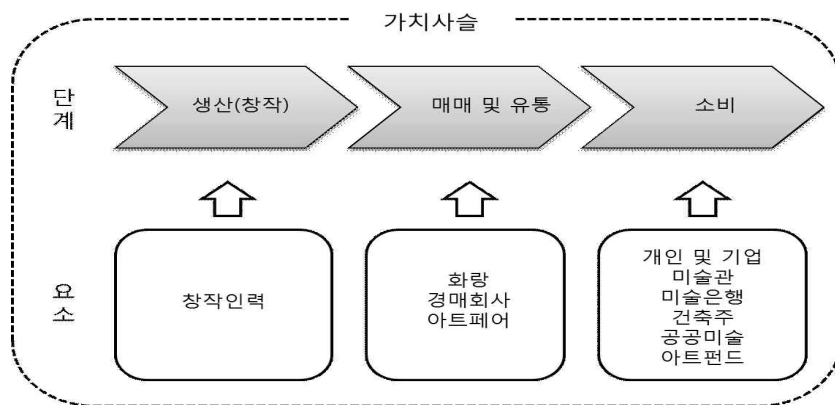 가치사슬
단계
생산(창작)
매매 및 유통
소비
요소
창작인력
화랑
경매회사
아트페어
개인 및 기업
미술관
미술은행
건축주
공공미술
아트펀드